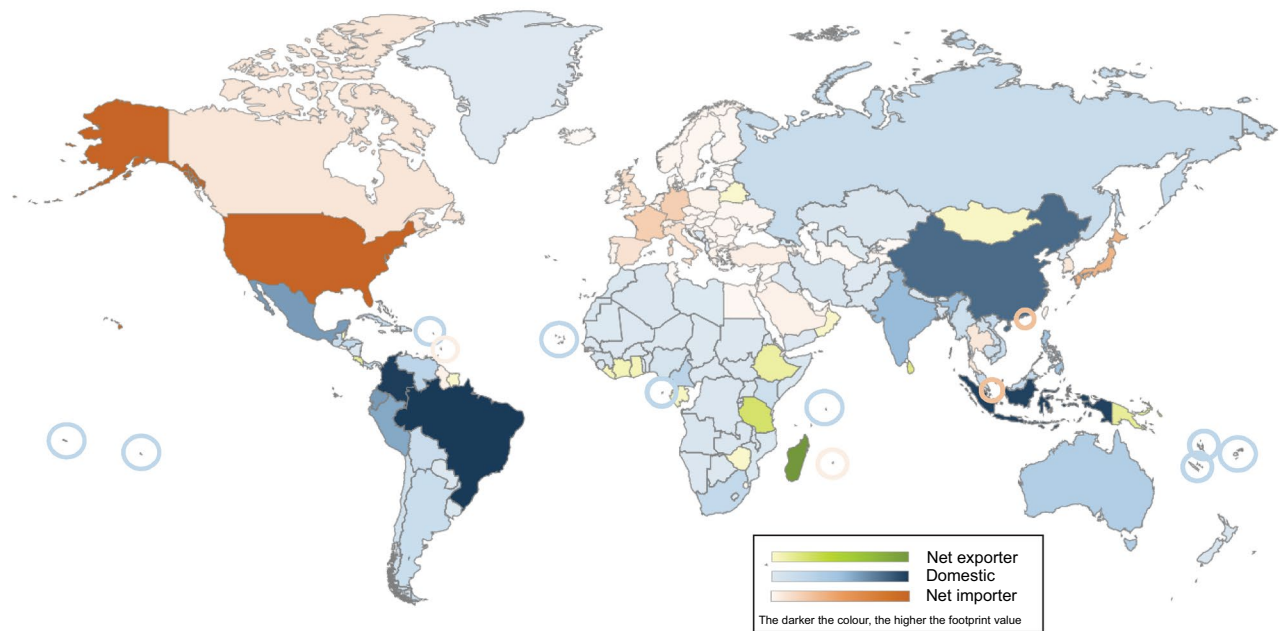 Net exporter
Domestic
Net importer
The darker the colour, the higher the footprint value